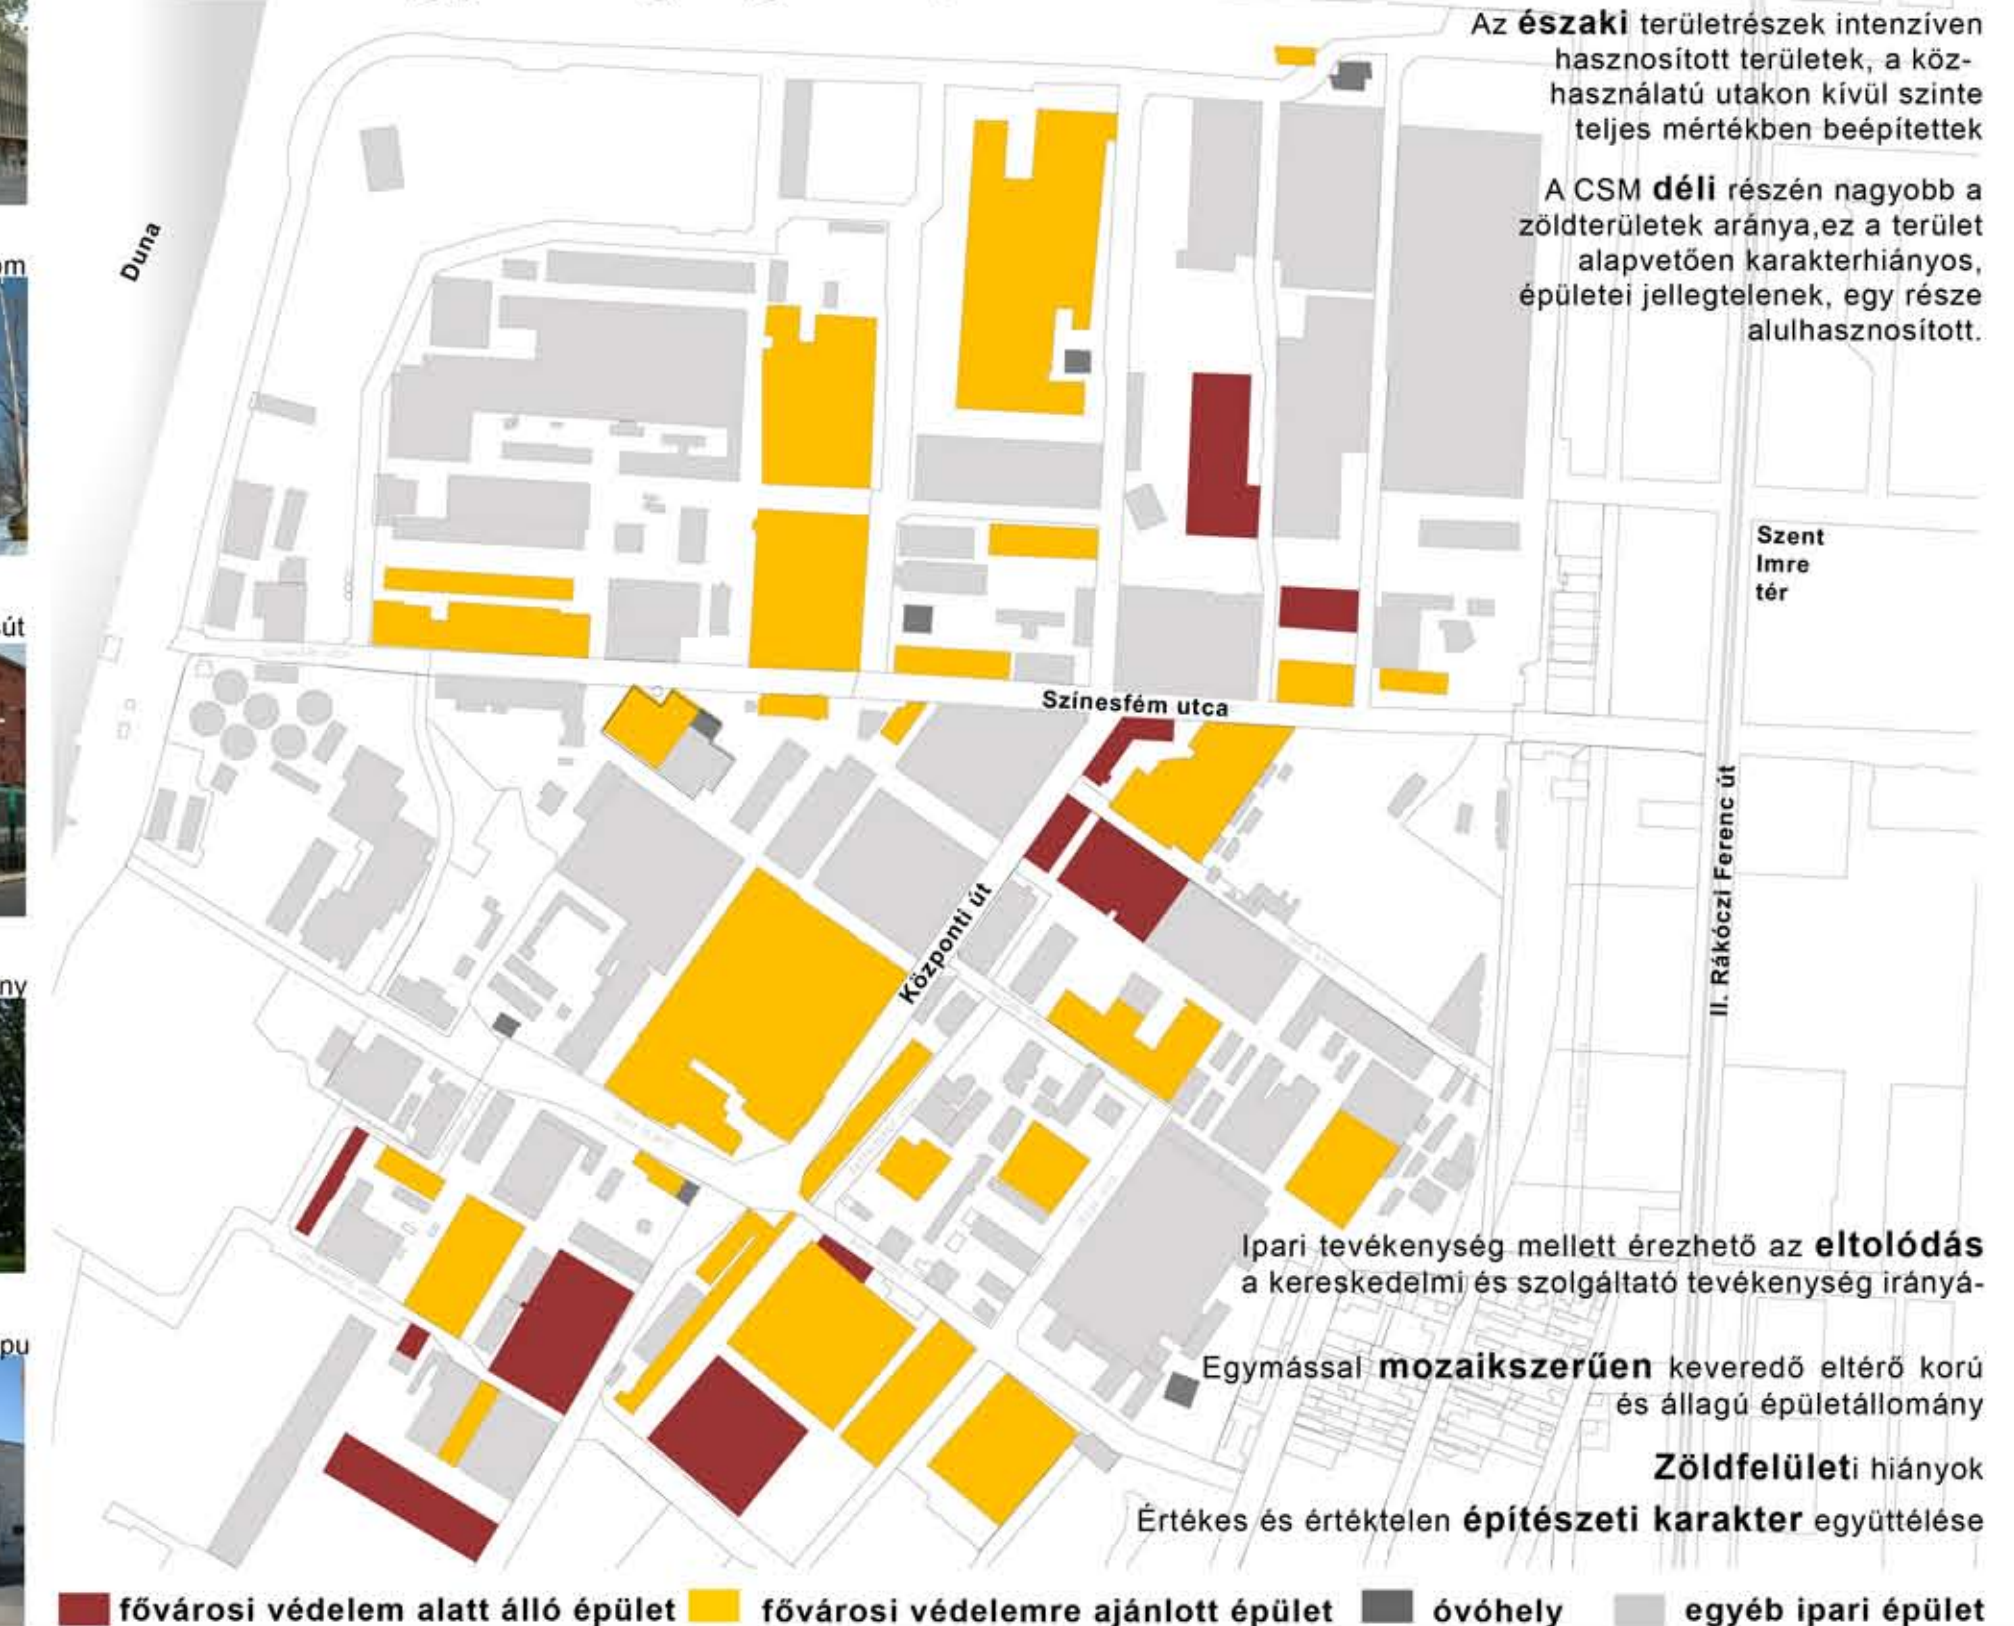 Az északi területrészek intenzíven
hasznosított területek, a köz-
használatú utakon kívül szinte
teljes mértékben beépítettek
A CSM déli részén nagyobb a
zöldterületek aránya,ez a terület
alapvetően karakterhiányos,
épületei jellegtelenek, egy része
alulhasznosított.
Duna
om
Szent
Imre
tér
út
Színesfém utca
II. Rákóczi Ferenc út
Központi út
ny
Ipari tevékenység mellett érezhető az eltolódás
a kereskedelmi és szolgáltató tevékenység irányá-
pu
Egymással mozaikszerűen keveredő eltérő korú
és állagú épületállomány
Zöldfelületi hiányok
Értékes és értéktelen építészeti karakter együttélése
fővárosi védelem alatt álló épület fővárosi védelemre ajánlott épület óvóhely egyéb ipari épület